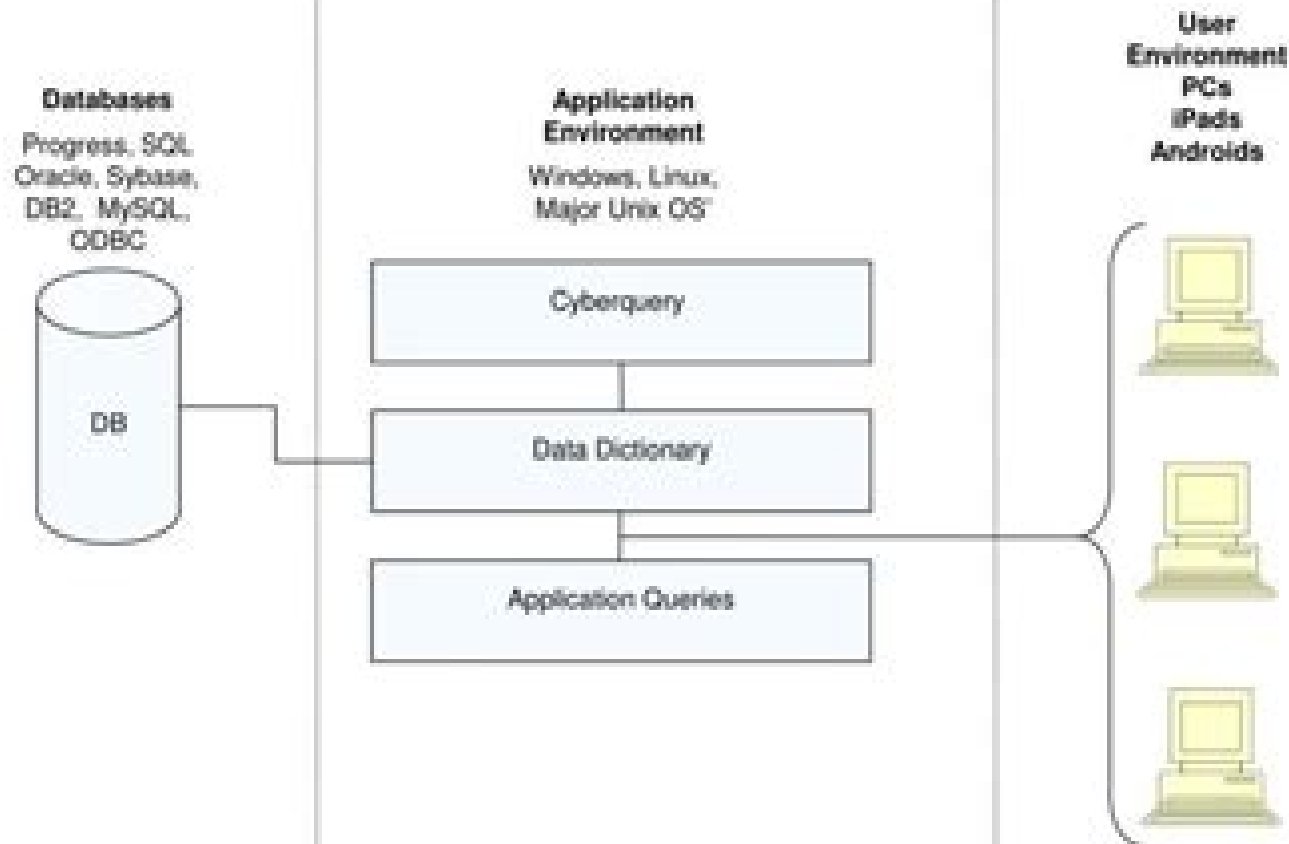 Databases
Progress, SQL
Oracle, Sybase,
DB2, MySQL,
ODBC
DB
Application
Environment
Windows, Linux,
Major Unix OS'
Cyberquery
Data Dictionary
Application Queries
User
Environment
PCs
iPads
Androids